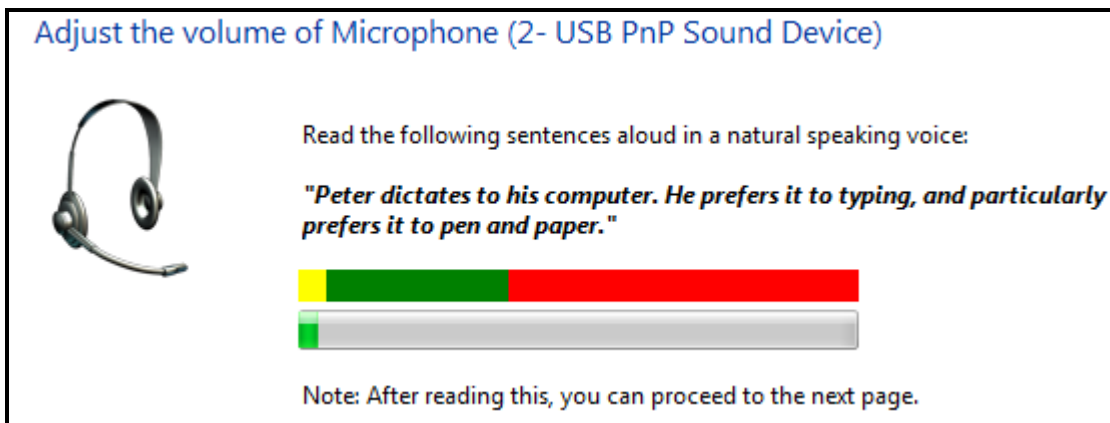 Adjust the volume of Microphone (2- USB PnP Sound Device)
Read the following sentences aloud in a natural speaking voice:
"Peter dictates to his computer. He prefers it to typing, and particularly
prefers it to pen and paper."
Note: After reading this, you can proceed to the next page.